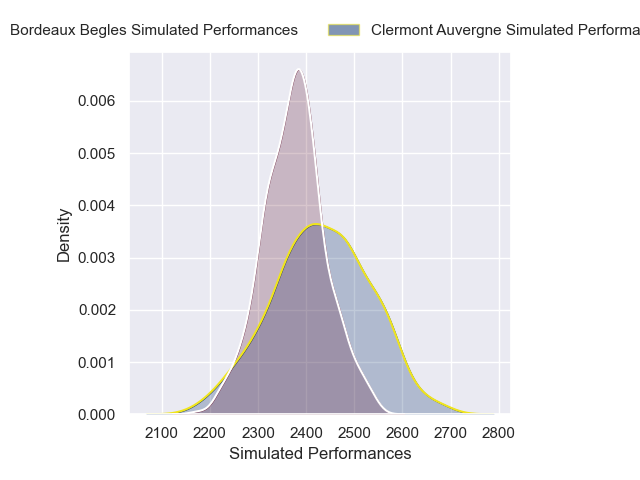 Bordeaux Begles Simulated Performances
Clermont Auvergne Simulated Performa
0.006
0.005
0.004
0.003
0.002
0.001
0.000
Density
2100 2200 2300 2400 2500 2600 2700 2800
Simulated Performances